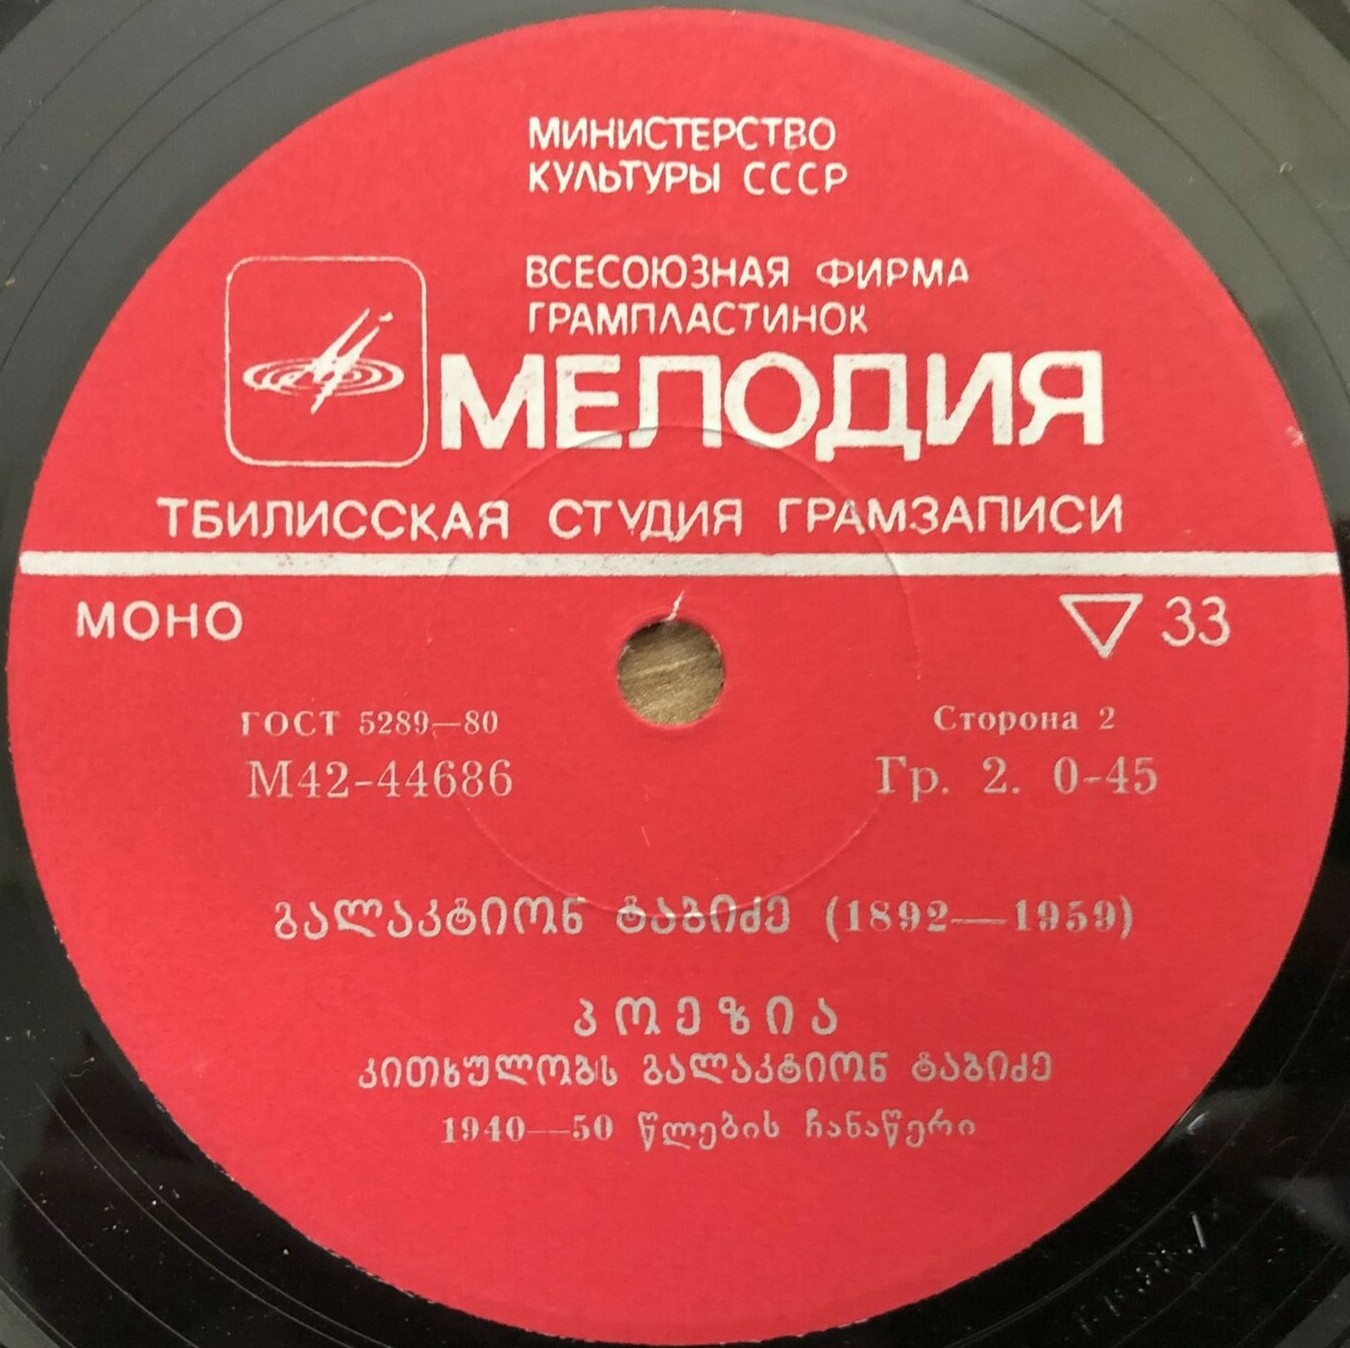 МИНИСТЕРСТВО
КУЛЬТУРЫ СССР
ВСЕСОЮЗНАЯ ФИРМА
ГРАМПЛАСТИНОК
МЕЛОДИЯ
ТБИЛИССКАЯ СТУДИЯ ГРАМЗАПИСИ
МОНО
33
ГОСТ 5289—80
Сторона 2
М42-44686
Гр. 2. 0-45
გალაკტიონ ტაბიძე (1892—1959)
პოეზია
კითხულობს გალაკტიონ ტაბიძე
1940—50 წლების ჩანაწერი